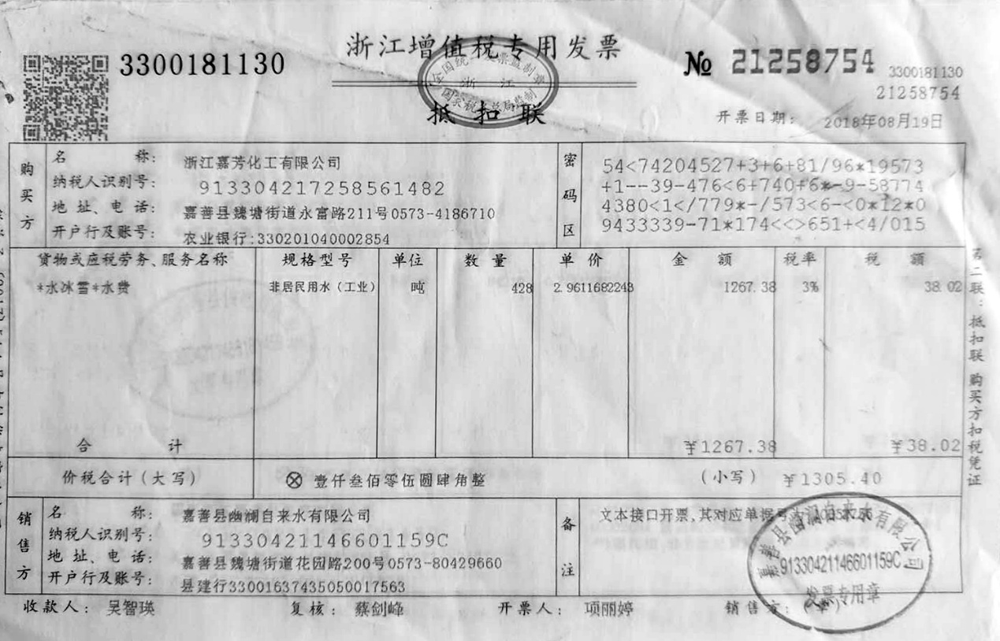 浙江增值税专用发票
3300181130
№ 21258754
3300181130
21258754
全国统一发票监制章
浙 江
国家税务总局监制
抵扣联
开票日期: 2018年08月19日
购买方
名 称: 浙江嘉芳化工有限公司
纳税人识别号: 913304217258561482
地址、电话: 嘉善县魏塘街道永富路211号0573-4186710
开户行及账号: 农业银行:330201040002854
密码区
54<74204527+3+6+81/96*19573
+1--39-476<6+740+6*-9-58774
4380<1</779*-/573<6-<0*12*0
9433339-71*174<<>651+<4/015
货物或应税劳务、服务名称 规格型号 单位 数量 单价 金额 税率 税额
*水冰雪*水费 非居民用水（工业） 吨 428 2.9611682243 1267.38 3% 38.02
合 计 ¥1267.38 ¥38.02
价税合计（大写） ⊗ 壹仟叁佰零伍圆肆角整 （小写） ¥1305.40
销售方
名 称: 嘉善县幽澜自来水有限公司
纳税人识别号: 91330421146601159C
地址、电话: 嘉善县魏塘街道花园路200号0573-80429660
开户行及账号: 县建行33001637435050017563
备注
文本接口开票,其对应单据号为
嘉善县幽澜自来水有限公司
91330421146601159C
发票专用章
收款人: 吴智瑛 复核: 蔡剑峰 开票人: 项丽婷 销售方:（章）
第二联:抵扣联 购买方扣税凭证